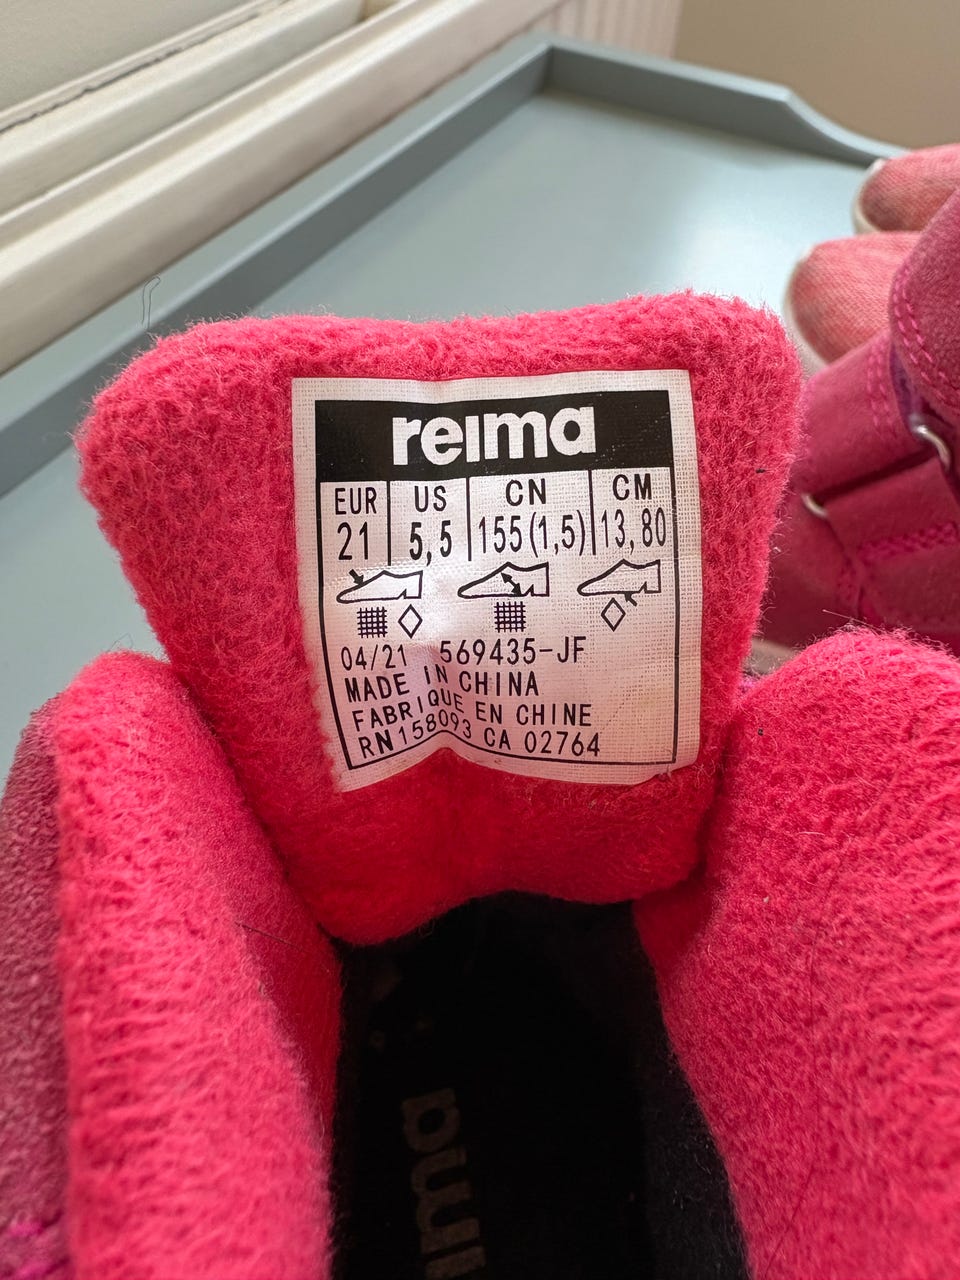 reima
EUR US CN CM
21 5,5 155(1,5) 13,80
04/21 569435-JF
MADE IN CHINA
FABRIQUE EN CHINE
RN158093 CA 02764